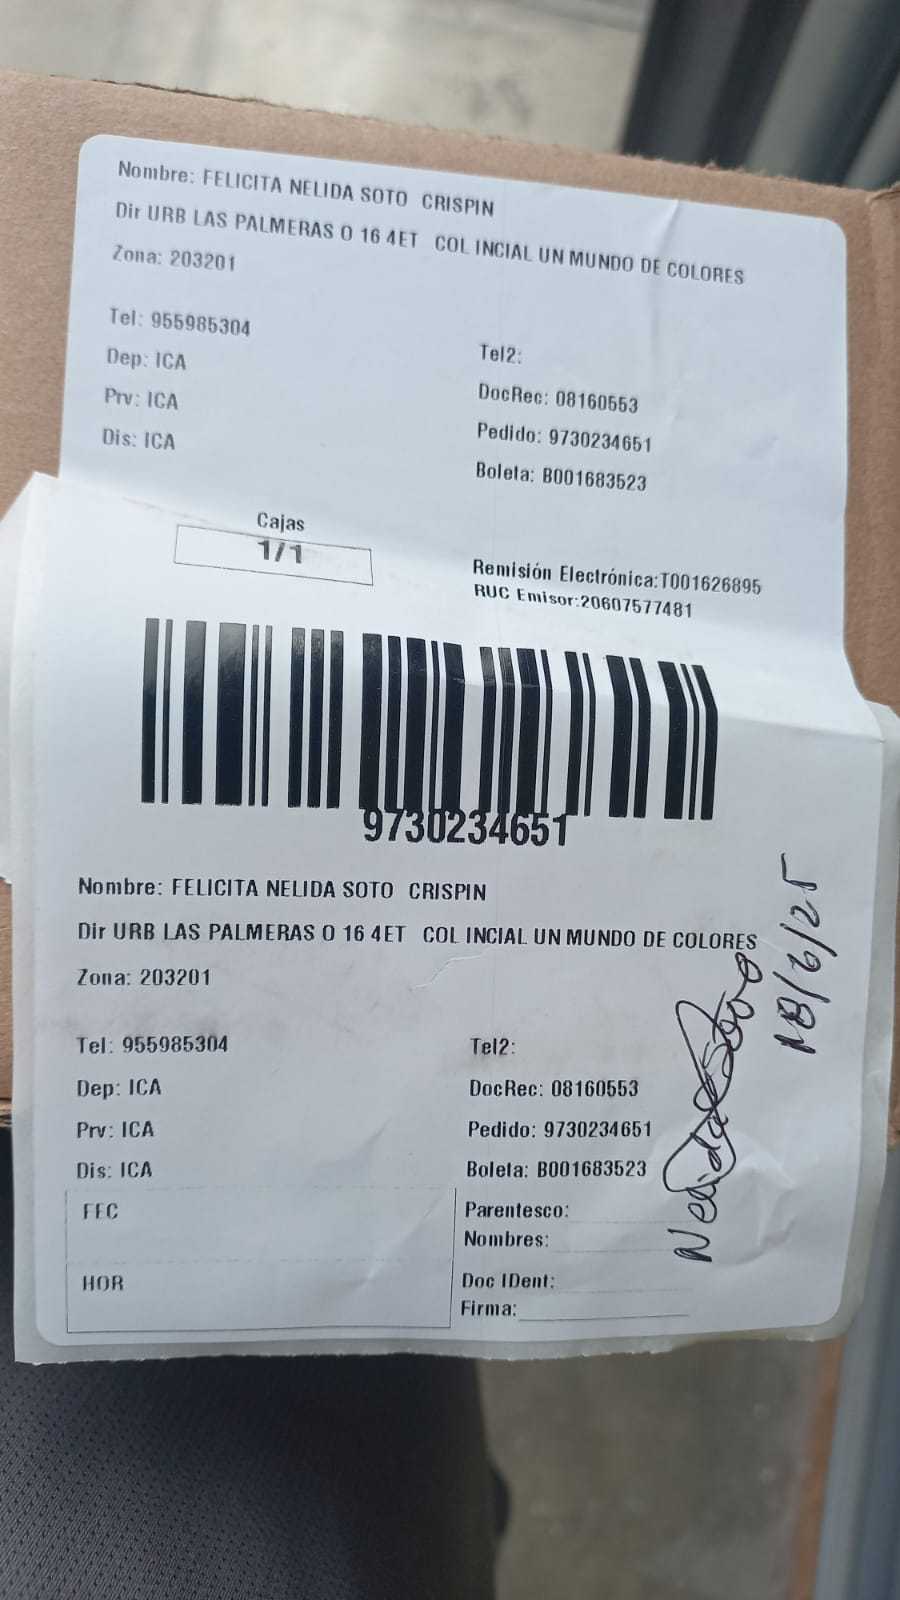 Nombre: FELICITA NELIDA SOTO CRISPIN
Dir URB LAS PALMERAS O 16 4ET COL INCIAL UN MUNDO DE COLORES
Zona: 203201
Tel: 955985304
Tel2:
Dep: ICA
DocRec: 08160553
Prv: ICA
Pedido: 9730234651
Dis: ICA
Boleta: B001683523
Cajas
1/1
Remisión Electrónica:T001626895
RUC Emisor:20607577481
9730234651
Nombre: FELICITA NELIDA SOTO CRISPIN
Dir URB LAS PALMERAS O 16 4ET COL INCIAL UN MUNDO DE COLORES
Zona: 203201
Tel: 955985304
Tel2:
Dep: ICA
DocRec: 08160553
Prv: ICA
Pedido: 9730234651
Dis: ICA
Boleta: B001683523
FEC
Parentesco:
Nombres:
HOR
Doc IDent:
Firma:
Nelida Soto
18/6/25